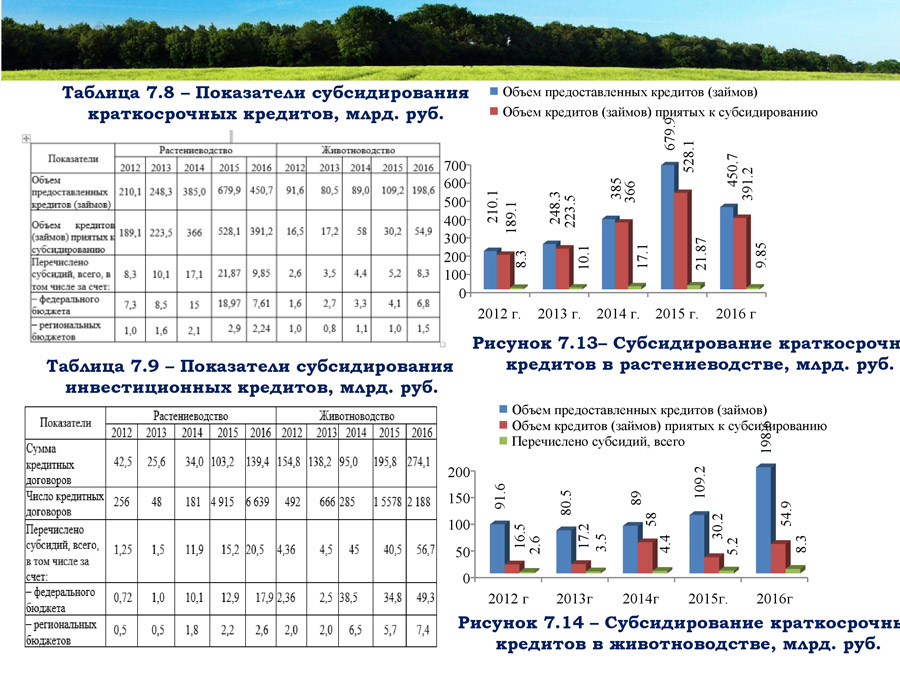 Таблица 7.8 – Показатели субсидирования
краткосрочных кредитов, млрд. руб.
Показатели Растениеводство Животноводство
2012 2013 2014 2015 2016 2012 2013 2014 2015 2016
Объем
предоставленных
кредитов (займов)
210,1 248,3 385,0 679,9 450,7 91,6 80,5 89,0 109,2 198,6
Объем кредитов
(займов) приятых к
субсидированию
189,1 223,5 366 528,1 391,2 16,5 17,2 58 30,2 54,9
Перечислено
субсидий, всего, в
том числе за счет:
8,3 10,1 17,1 21,87 9,85 2,6 3,5 4,4 5,2 8,3
– федерального
бюджета
7,3 8,5 15 18,97 7,61 1,6 2,7 3,3 4,1 6,8
– региональных
бюджетов
1,0 1,6 2,1 2,9 2,24 1,0 0,8 1,1 1,0 1,5
Таблица 7.9 – Показатели субсидирования
инвестиционных кредитов, млрд. руб.
Показатели Растениеводство Животноводство
2012 2013 2014 2015 2016 2012 2013 2014 2015 2016
Сумма
кредитных
договоров
42,5 25,6 34,0 103,2 139,4 154,8 138,2 95,0 195,8 274,1
Число кредитных
договоров
256 48 181 4 915 6 639 492 666 285 1 5578 2 188
Перечислено
субсидий, всего,
в том числе за
счет:
1,25 1,5 11,9 15,2 20,5 4,36 4,5 45 40,5 56,7
– федерального
бюджета
0,72 1,0 10,1 12,9 17,9 2,36 2,5 38,5 34,8 49,3
– региональных
бюджетов
0,5 0,5 1,8 2,2 2,6 2,0 2,0 6,5 5,7 7,4
Объем предоставленных кредитов (займов)
Объем кредитов (займов) приятых к субсидированию
700
600
500
400
300
200
100
0
210.1 189.1 8.3
248.3 223.5 10.1
385 366 17.1
679.9 528.1 21.87
450.7 391.2 9.85
2012 г. 2013 г. 2014 г. 2015 г. 2016 г
Рисунок 7.13– Субсидирование краткосрочн
кредитов в растениеводстве, млрд. руб.
Объем предоставленных кредитов (займов)
Объем кредитов (займов) приятых к субсидированию
Перечислено субсидий, всего
200
150
100
50
0
91.6 16.5 2.6
80.5 17.2 3.5
89 58 4.4
109.2 30.2 5.2
198.6 54.9 8.3
2012 г 2013г 2014г 2015г. 2016г
Рисунок 7.14 – Субсидирование краткосрочны
кредитов в животноводстве, млрд. руб.